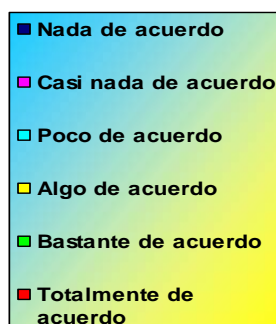 Nada de acuerdo
Casi nada de acuerdo
Poco de acuerdo
Algo de acuerdo
Bastante de acuerdo
Totalmente de
acuerdo